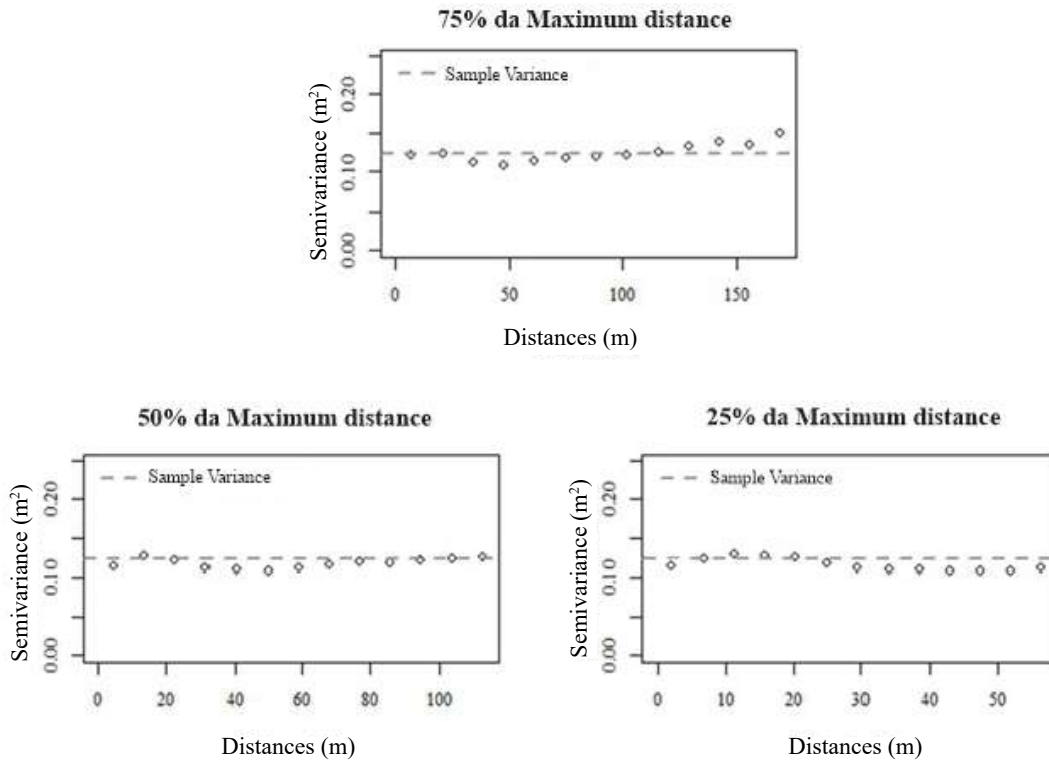 75% da Maximum distance
Sample Variance
Semivariance (m²)
0.20
0.10
0.00
0 50 100 150
Distances (m)
50% da Maximum distance
Sample Variance
Semivariance (m²)
0.20
0.10
0.00
0 20 40 60 80 100
Distances (m)
25% da Maximum distance
Sample Variance
Semivariance (m²)
0.20
0.10
0.00
0 10 20 30 40 50
Distances (m)